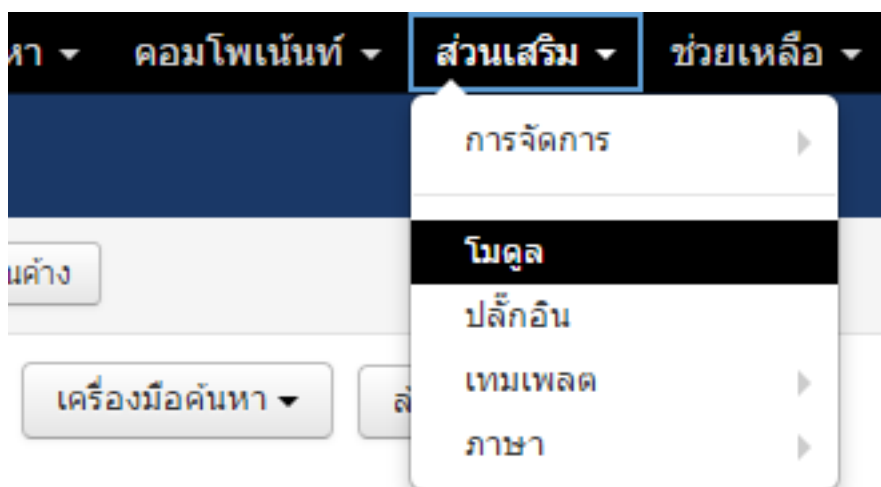 คอมโพเน้นท์ ส่วนเสริม ช่วยเหลือ
การจัดการ
โมดูล
ปลั๊กอิน
เครื่องมือค้นหา
เทมเพลต
ภาษา